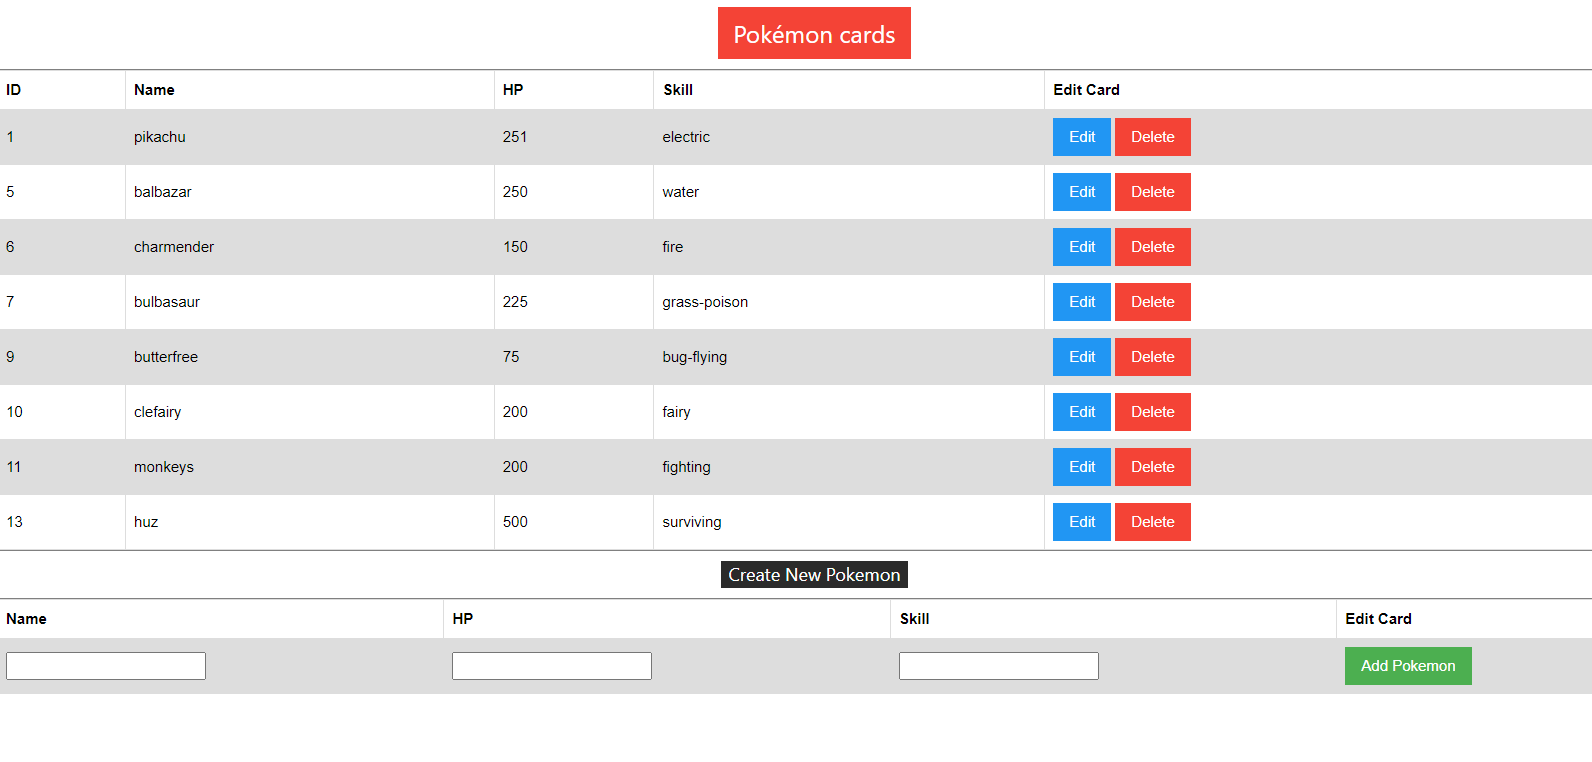 Pokémon cards
ID Name HP Skill Edit Card
1 pikachu 251 electric Edit Delete
5 balbazar 250 water Edit Delete
6 charmender 150 fire Edit Delete
7 bulbasaur 225 grass-poison Edit Delete
9 butterfree 75 bug-flying Edit Delete
10 clefairy 200 fairy Edit Delete
11 monkeys 200 fighting Edit Delete
13 huz 500 surviving Edit Delete
Create New Pokemon
Name HP Skill Edit Card
Add Pokemon